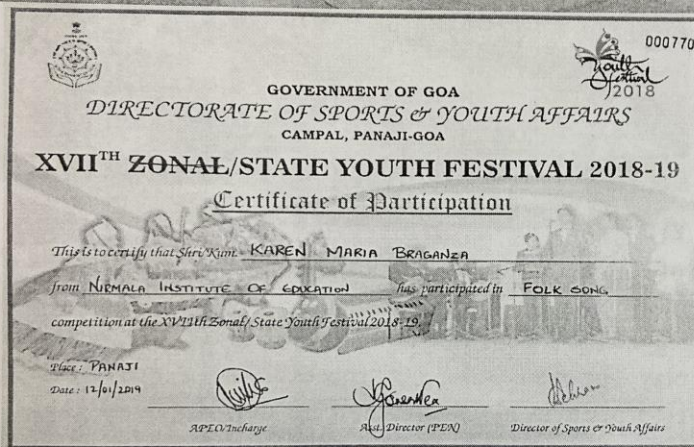 000770
Youth
Festival
2018
GOVERNMENT OF GOA
DIRECTORATE OF SPORTS & YOUTH AFFAIRS
CAMPAL, PANAJI-GOA
XVIITH ZONAL/STATE YOUTH FESTIVAL 2018-19
Certificate of Participation
This is to certify that Shri/Kum. KAREN MARIA BRAGANZA
from NIRMALA INSTITUTE OF EDUCATION has participated in FOLK SONG
competition at the XVIIth Zonal/State Youth Festival 2018-19.
Place: PANAJI
Date: 12/01/2019
APEO/Incharge Asst. Director (PEN) Director of Sports & Youth Affairs